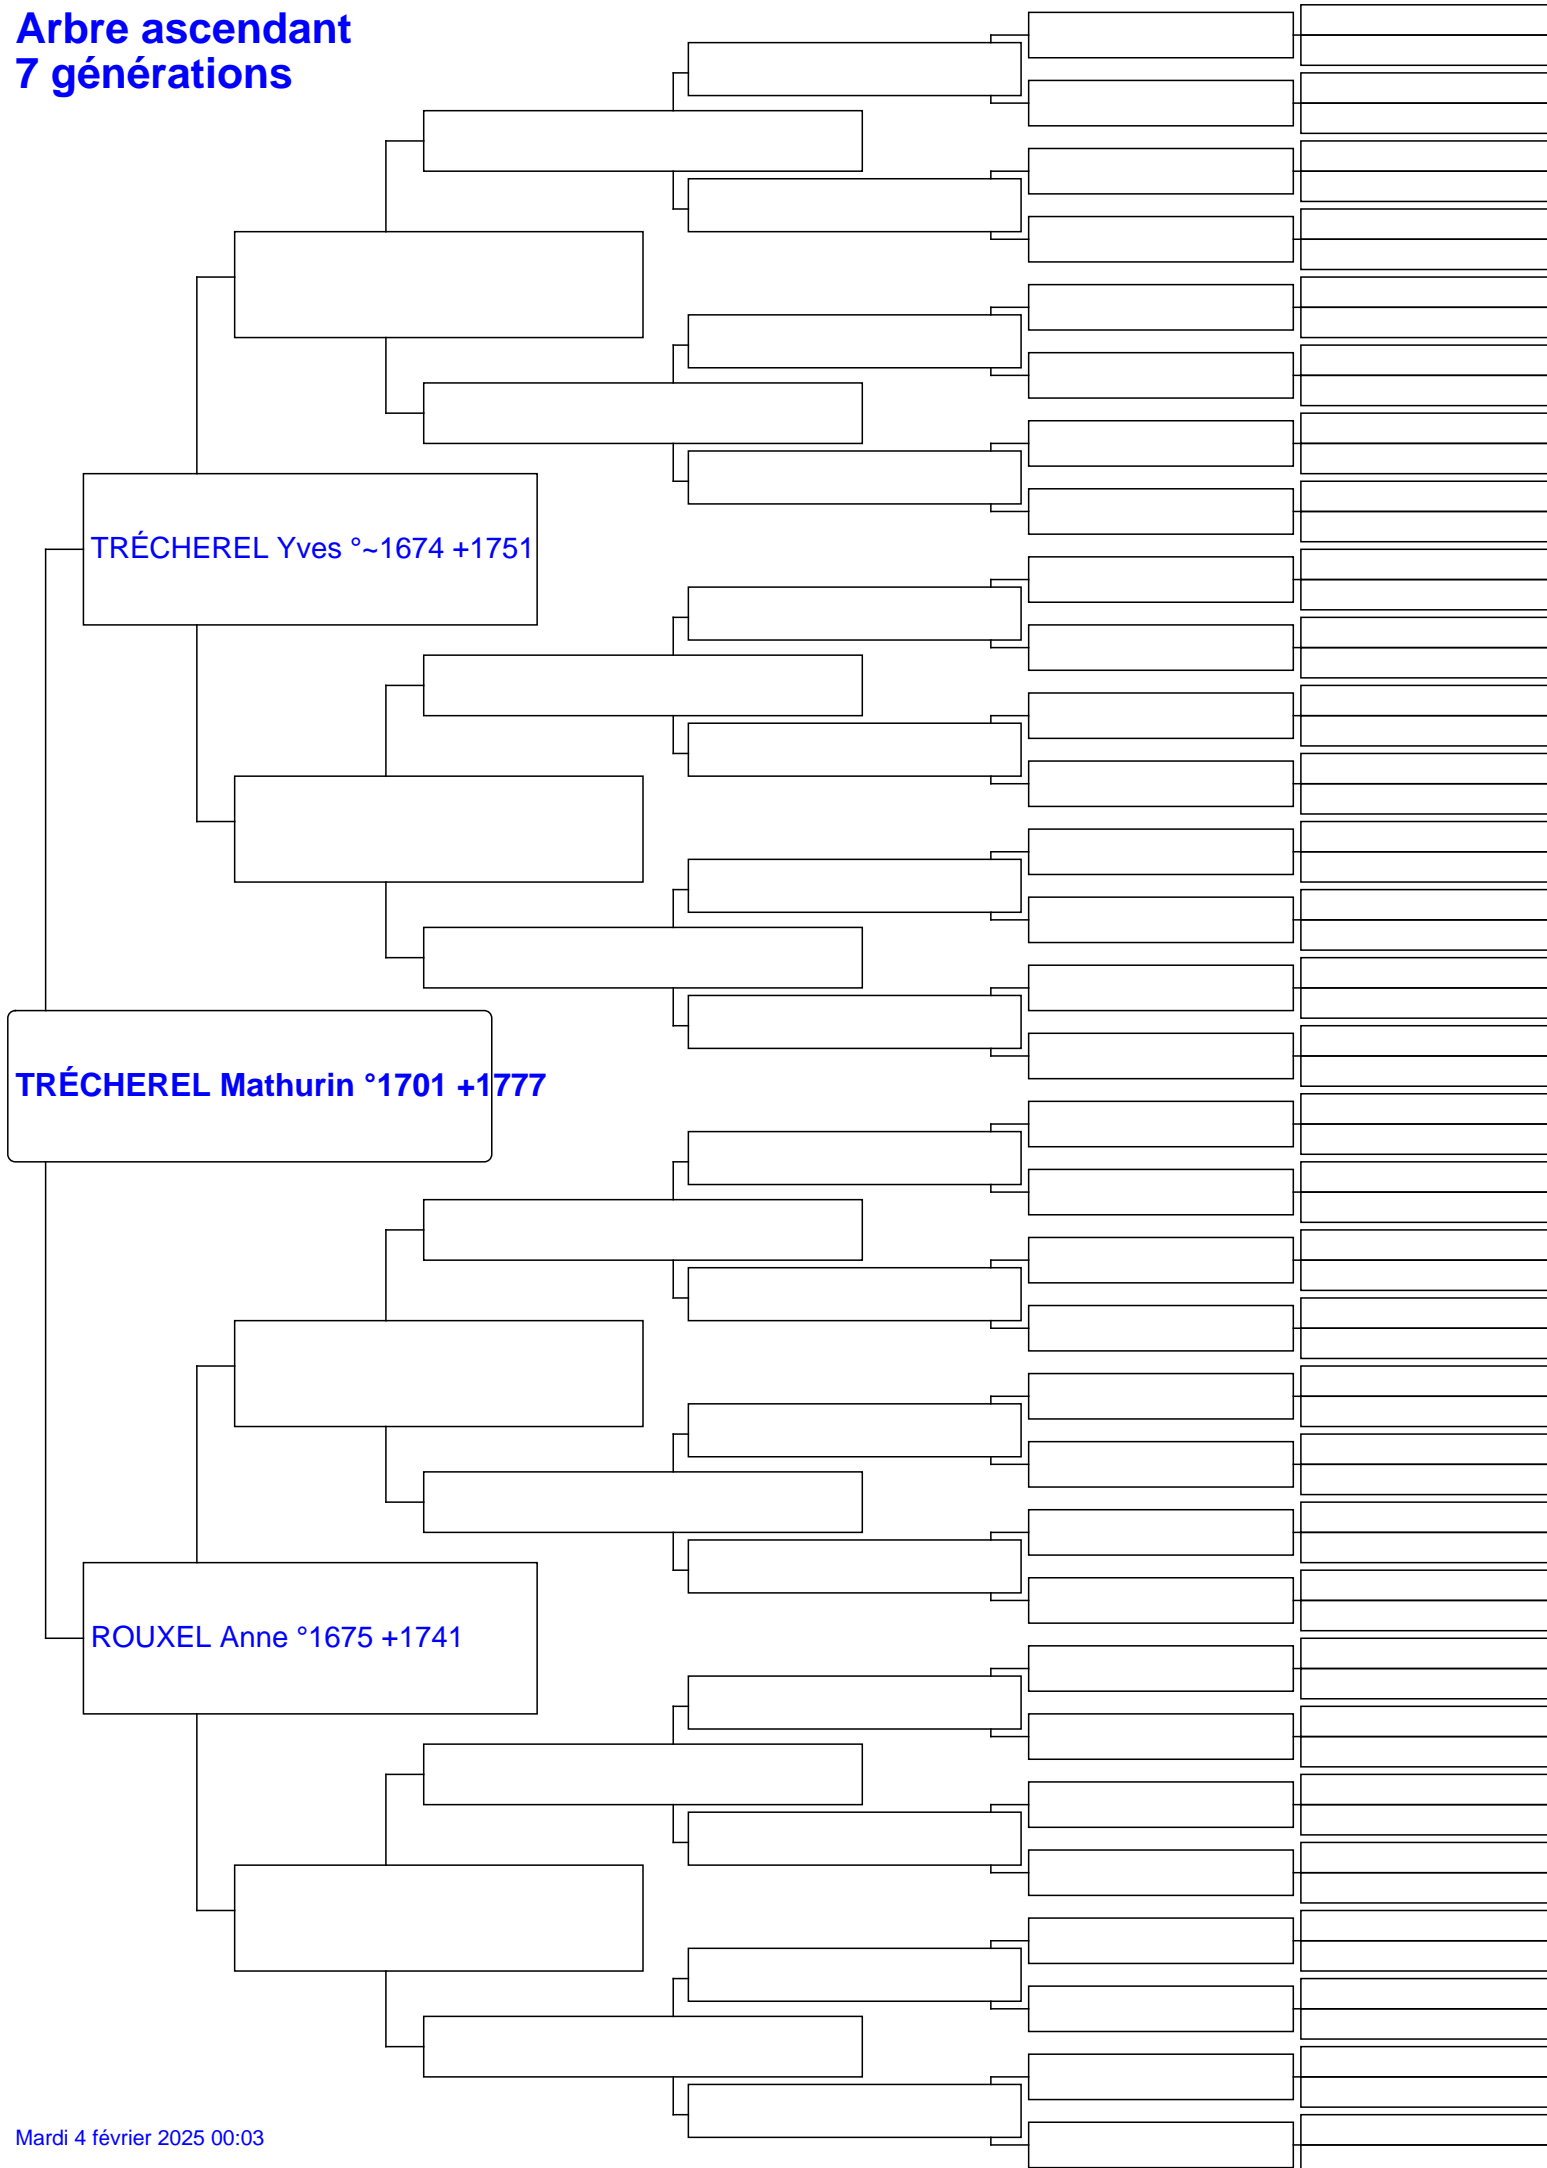 Arbre ascendant
7 générations
TRÉCHEREL Yves °~1674 +1751
TRÉCHEREL Mathurin °1701 +1777
ROUXEL Anne °1675 +1741
Mardi 4 février 2025 00:03